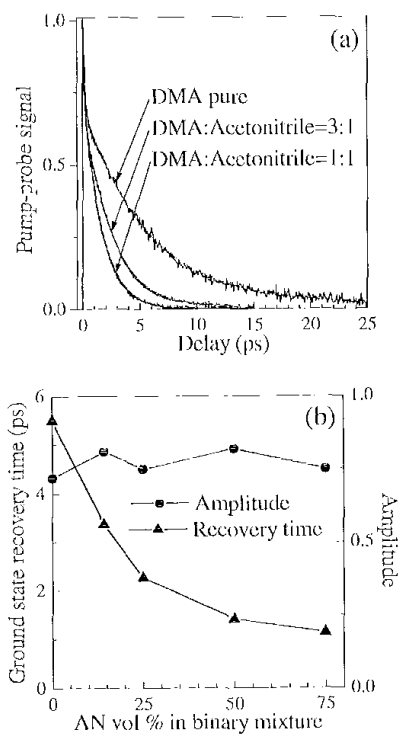 (a)
1.0
0.5
0.0
Pump-probe signal
DMA pure
DMA:Acetonitrile=3:1
DMA:Acetonitrile=1:1
0 5 10 15 20 25
Delay (ps)
(b)
6
4
2
0
Ground state recovery time (ps)
1.0
0.5
0.0
Amplitude
Amplitude
Recovery time
0 25 50 75
AN vol % in binary mixture